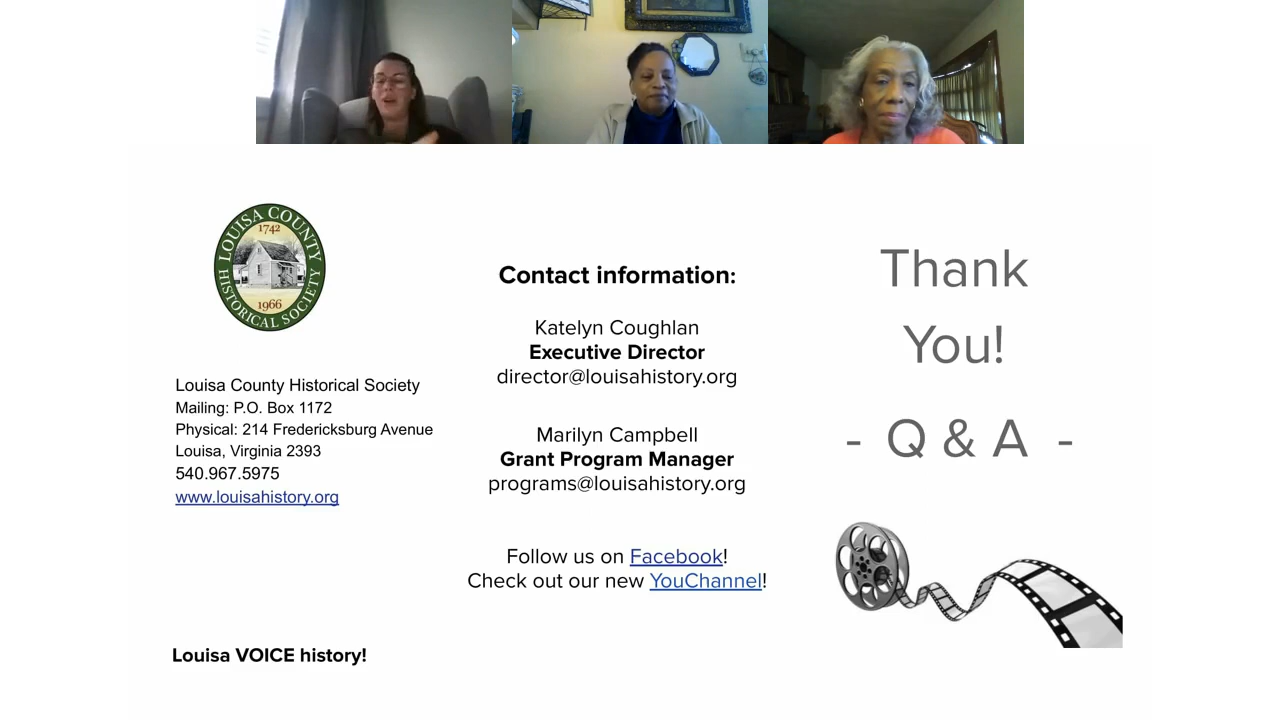 LOUISA COUNTY
1742
1966
HISTORICAL SOCIETY
Louisa County Historical Society
Mailing: P.O. Box 1172
Physical: 214 Fredericksburg Avenue
Louisa, Virginia 2393
540.967.5975
www.louisahistory.org
Louisa VOICE history!
Contact information:
Katelyn Coughlan
Executive Director
director@louisahistory.org
Marilyn Campbell
Grant Program Manager
programs@louisahistory.org
Follow us on Facebook!
Check out our new YouChannel!
Thank
You!
- Q & A -